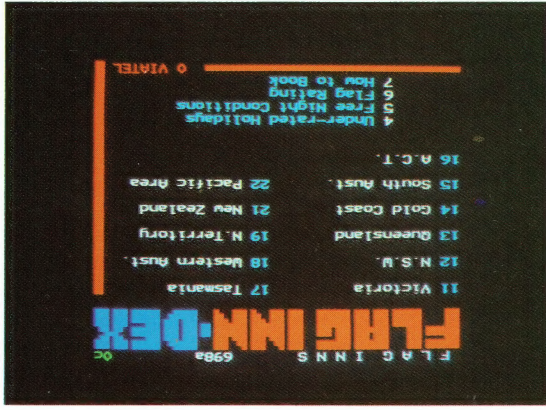 FLAG INNS 698a 0c
FLAG INN·DEX
11 Victoria 17 Tasmania
12 N.S.W. 18 Western Aust.
13 Queensland 19 N.Territory
14 Gold Coast 21 New Zealand
15 South Aust. 22 Pacific Area
16 A.C.T.
4 Under-rated Holidays
5 Free Night Conditions
6 Flag Rating
7 How to Book
0 VIATEL